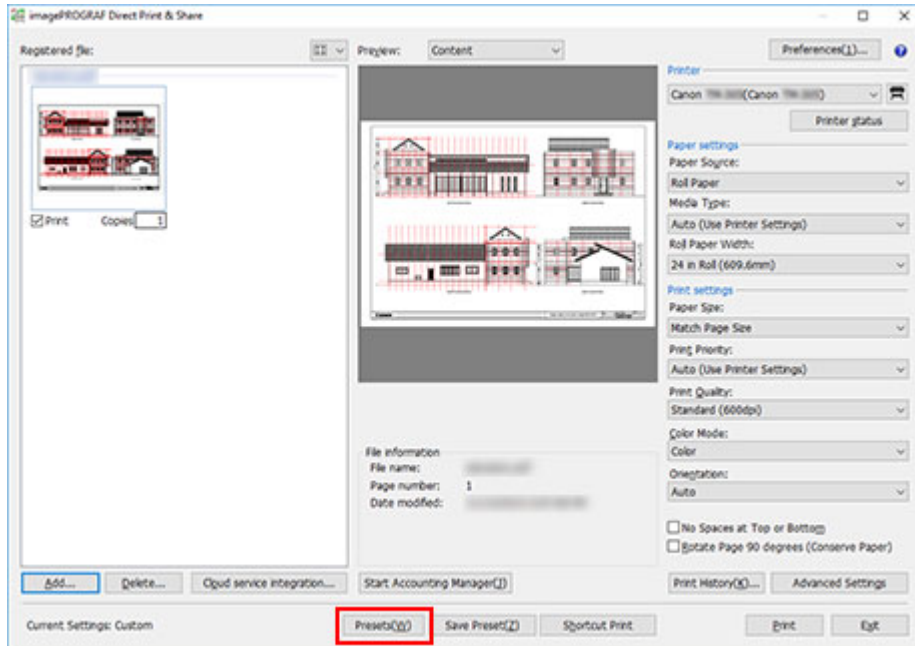 imagePROGRAF Direct Print & Share
Registered file:
Print Copies 1
Preview: Content
File information
File name:
Page number: 1
Date modified:
Preferences(1)...
Printer
Canon (Canon )
Printer status
Paper settings
Paper Source:
Roll Paper
Media Type:
Auto (Use Printer Settings)
Roll Paper Width:
24 in Roll (609.6mm)
Print settings
Paper Size:
Match Page Size
Print Priority:
Auto (Use Printer Settings)
Print Quality:
Standard (600dpi)
Color Mode:
Color
Orientation:
Auto
No Spaces at Top or Bottom
Rotate Page 90 degrees (Conserve Paper)
Add... Delete... Cloud service integration... Start Accounting Manager(J) Print History(K)... Advanced Settings
Current Settings: Custom Presets(W) Save Preset(Z) Shortcut Print Print Exit